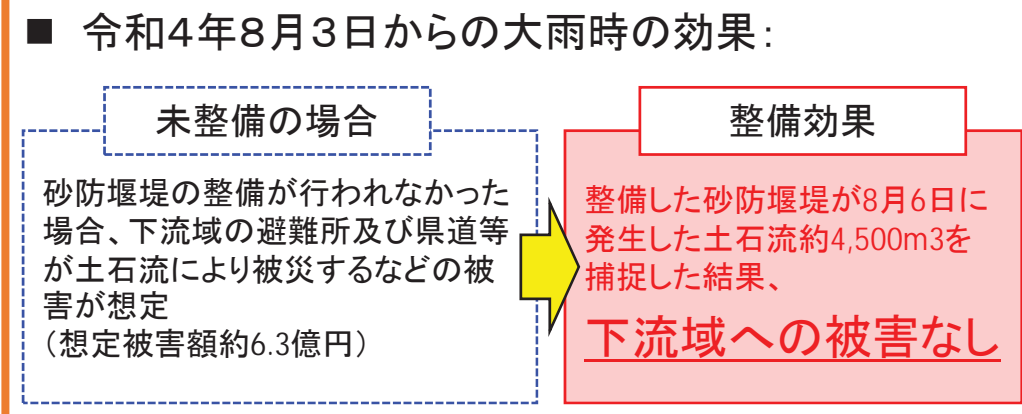 ■ 令和4年8月3日からの大雨時の効果:
未整備の場合
砂防堰堤の整備が行われなかった
場合、下流域の避難所及び県道等
が土石流により被災するなどの被
害が想定
（想定被害額約6.3億円）
整備効果
整備した砂防堰堤が8月6日に
発生した土石流約4,500m3を
捕捉した結果、
下流域への被害なし